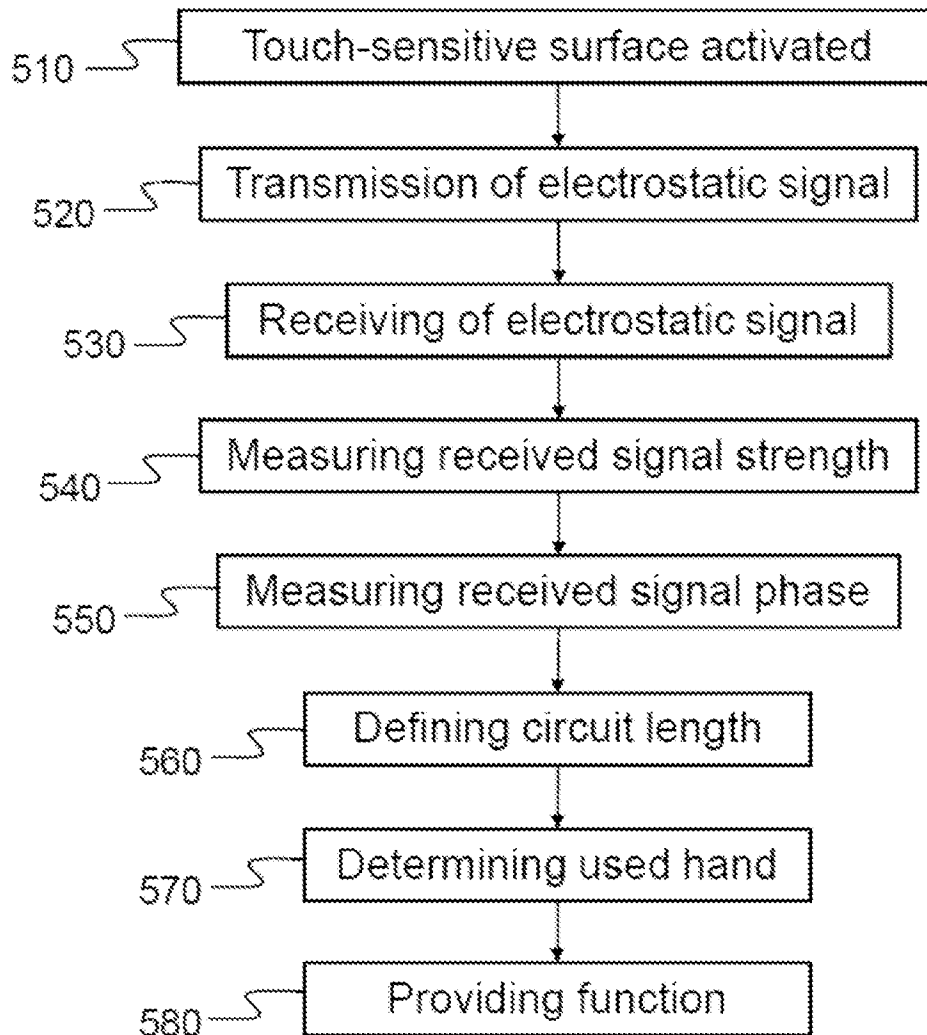 510 Touch-sensitive surface activated
520 Transmission of electrostatic signal
530 Receiving of electrostatic signal
540 Measuring received signal strength
550 Measuring received signal phase
560 Defining circuit length
570 Determining used hand
580 Providing function